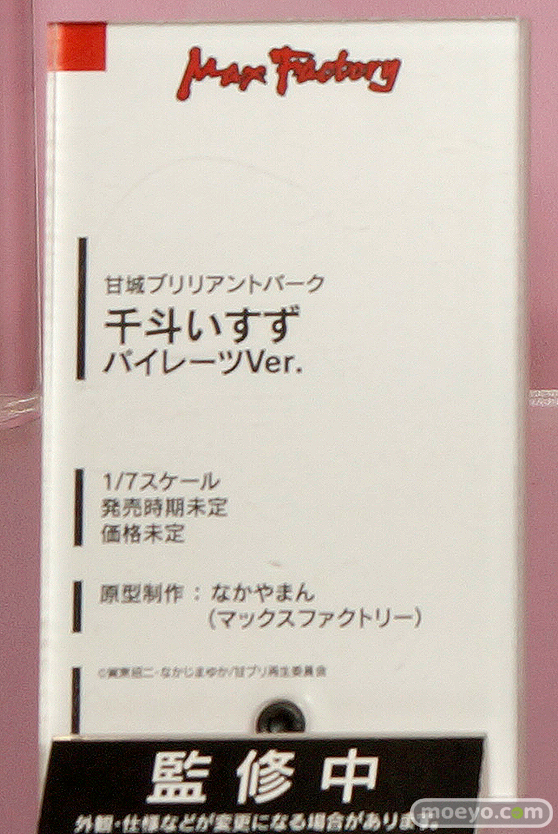 Max Factory
甘城ブリリアントパーク
千斗いすず
パイレーツVer.
1/7スケール
発売時期未定
価格未定
原型制作：なかやまん
（マックスファクトリー）
©賀東招二・なかじまゆか/甘ブリ再生委員会
監修中
外観・仕様などが変更になる場合があります。
moeyo.com